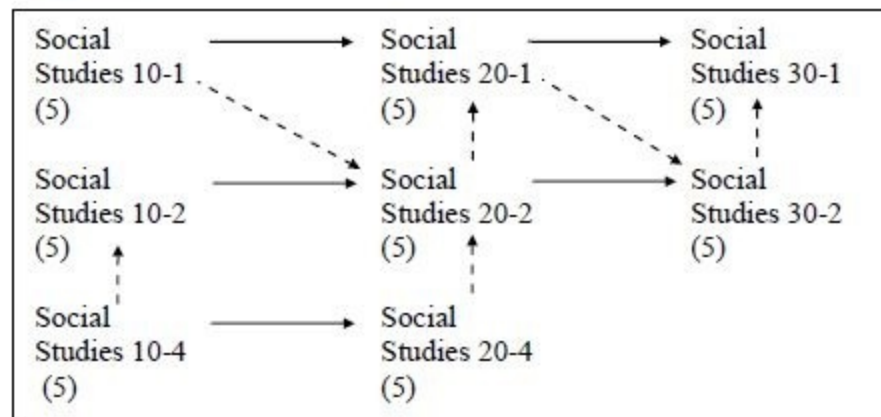 Social
Studies 10-1
(5)
Social
Studies 20-1
(5)
Social
Studies 30-1
(5)
Social
Studies 10-2
(5)
Social
Studies 20-2
(5)
Social
Studies 30-2
(5)
Social
Studies 10-4
(5)
Social
Studies 20-4
(5)